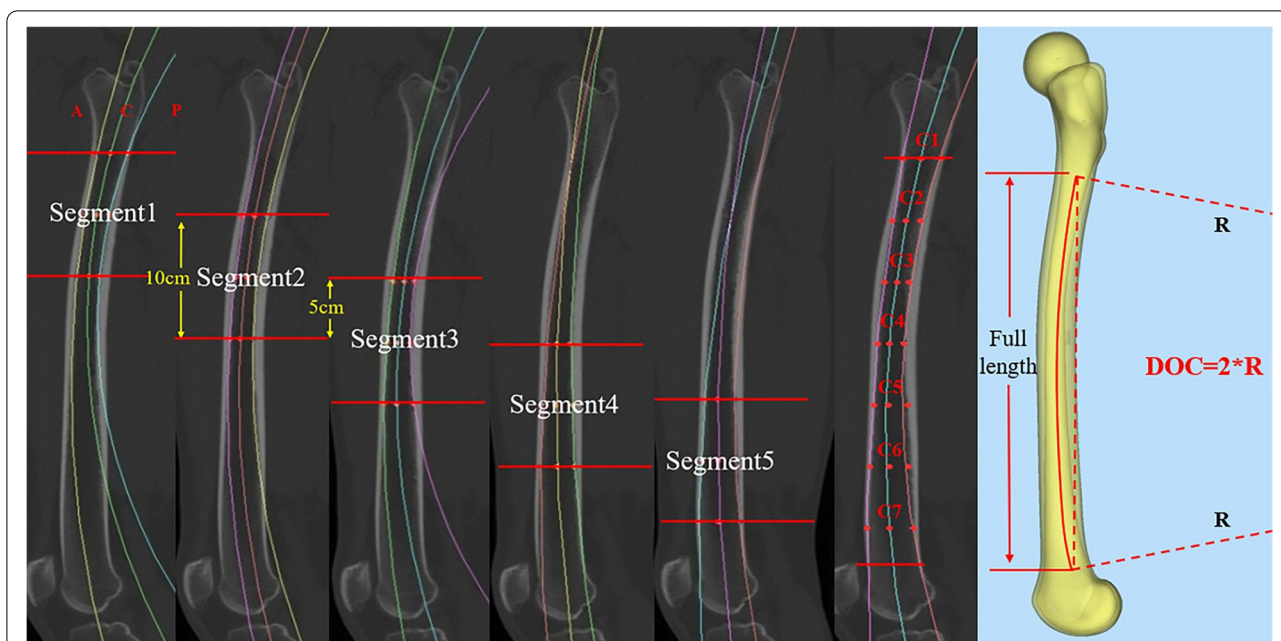 A C P
Segment1
10cm
Segment2
5cm
Segment3
Segment4
Segment5
C1
C2
C3
C4
C5
C6
C7
Full
length
R
DOC=2*R
R